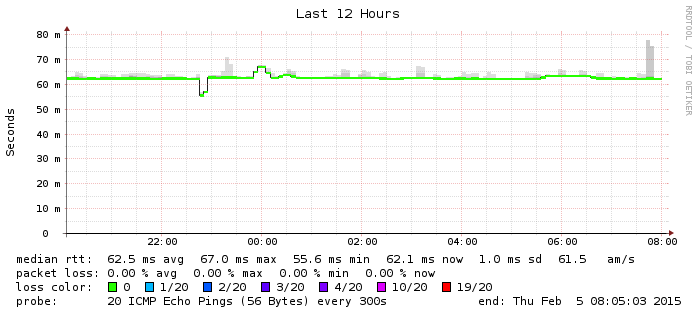 Last 12 Hours
RRDTOOL / TOBI OETIKER
Seconds
80 m
70 m
60 m
50 m
40 m
30 m
20 m
10 m
0
22:00 00:00 02:00 04:00 06:00 08:00
median rtt: 62.5 ms avg 67.0 ms max 55.6 ms min 62.1 ms now 1.0 ms sd 61.5 am/s
packet loss: 0.00 % avg 0.00 % max 0.00 % min 0.00 % now
loss color: 0 1/20 2/20 3/20 4/20 10/20 19/20
probe: 20 ICMP Echo Pings (56 Bytes) every 300s end: Thu Feb 5 08:05:03 2015